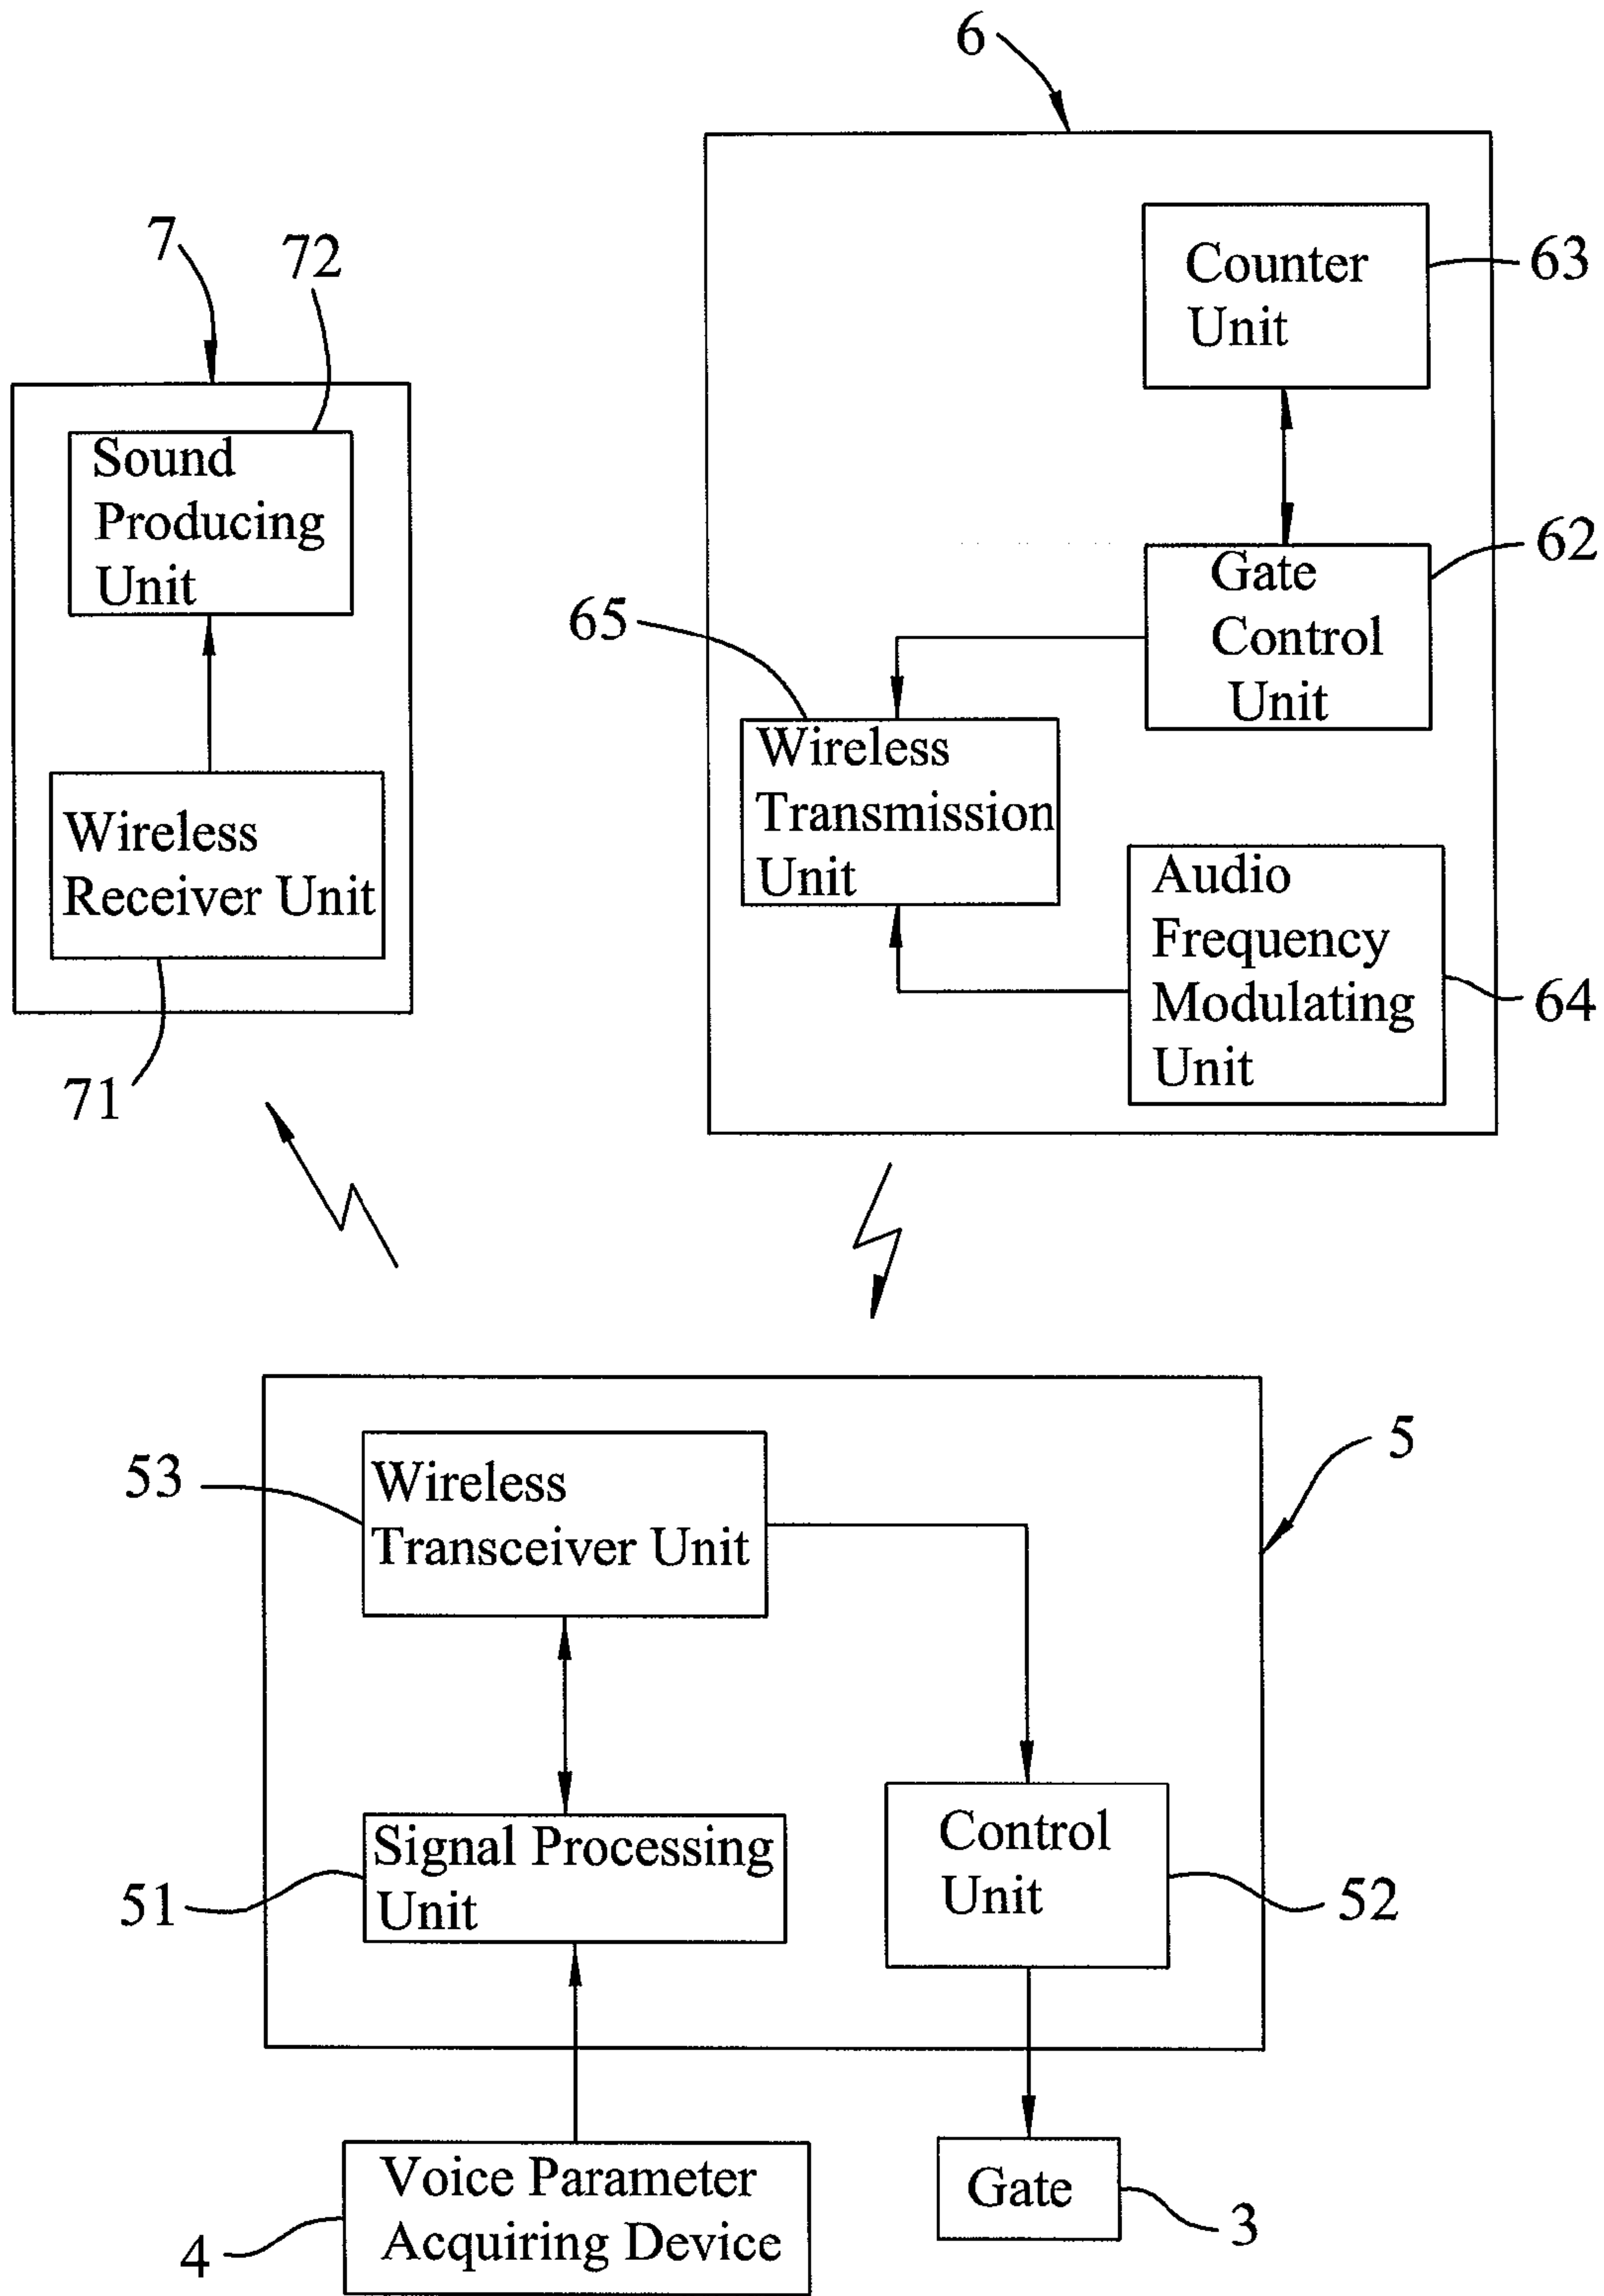 6
7
72
Counter
Unit
63
Sound
Producing
Unit
62
Gate
Control
Unit
65
Wireless
Transmission
Unit
Wireless
Receiver Unit
Audio
Frequency
Modulating
Unit
64
71
5
53
Wireless
Transceiver Unit
Signal Processing
Unit
51
Control
Unit
52
Voice Parameter
Acquiring Device
4
Gate
3